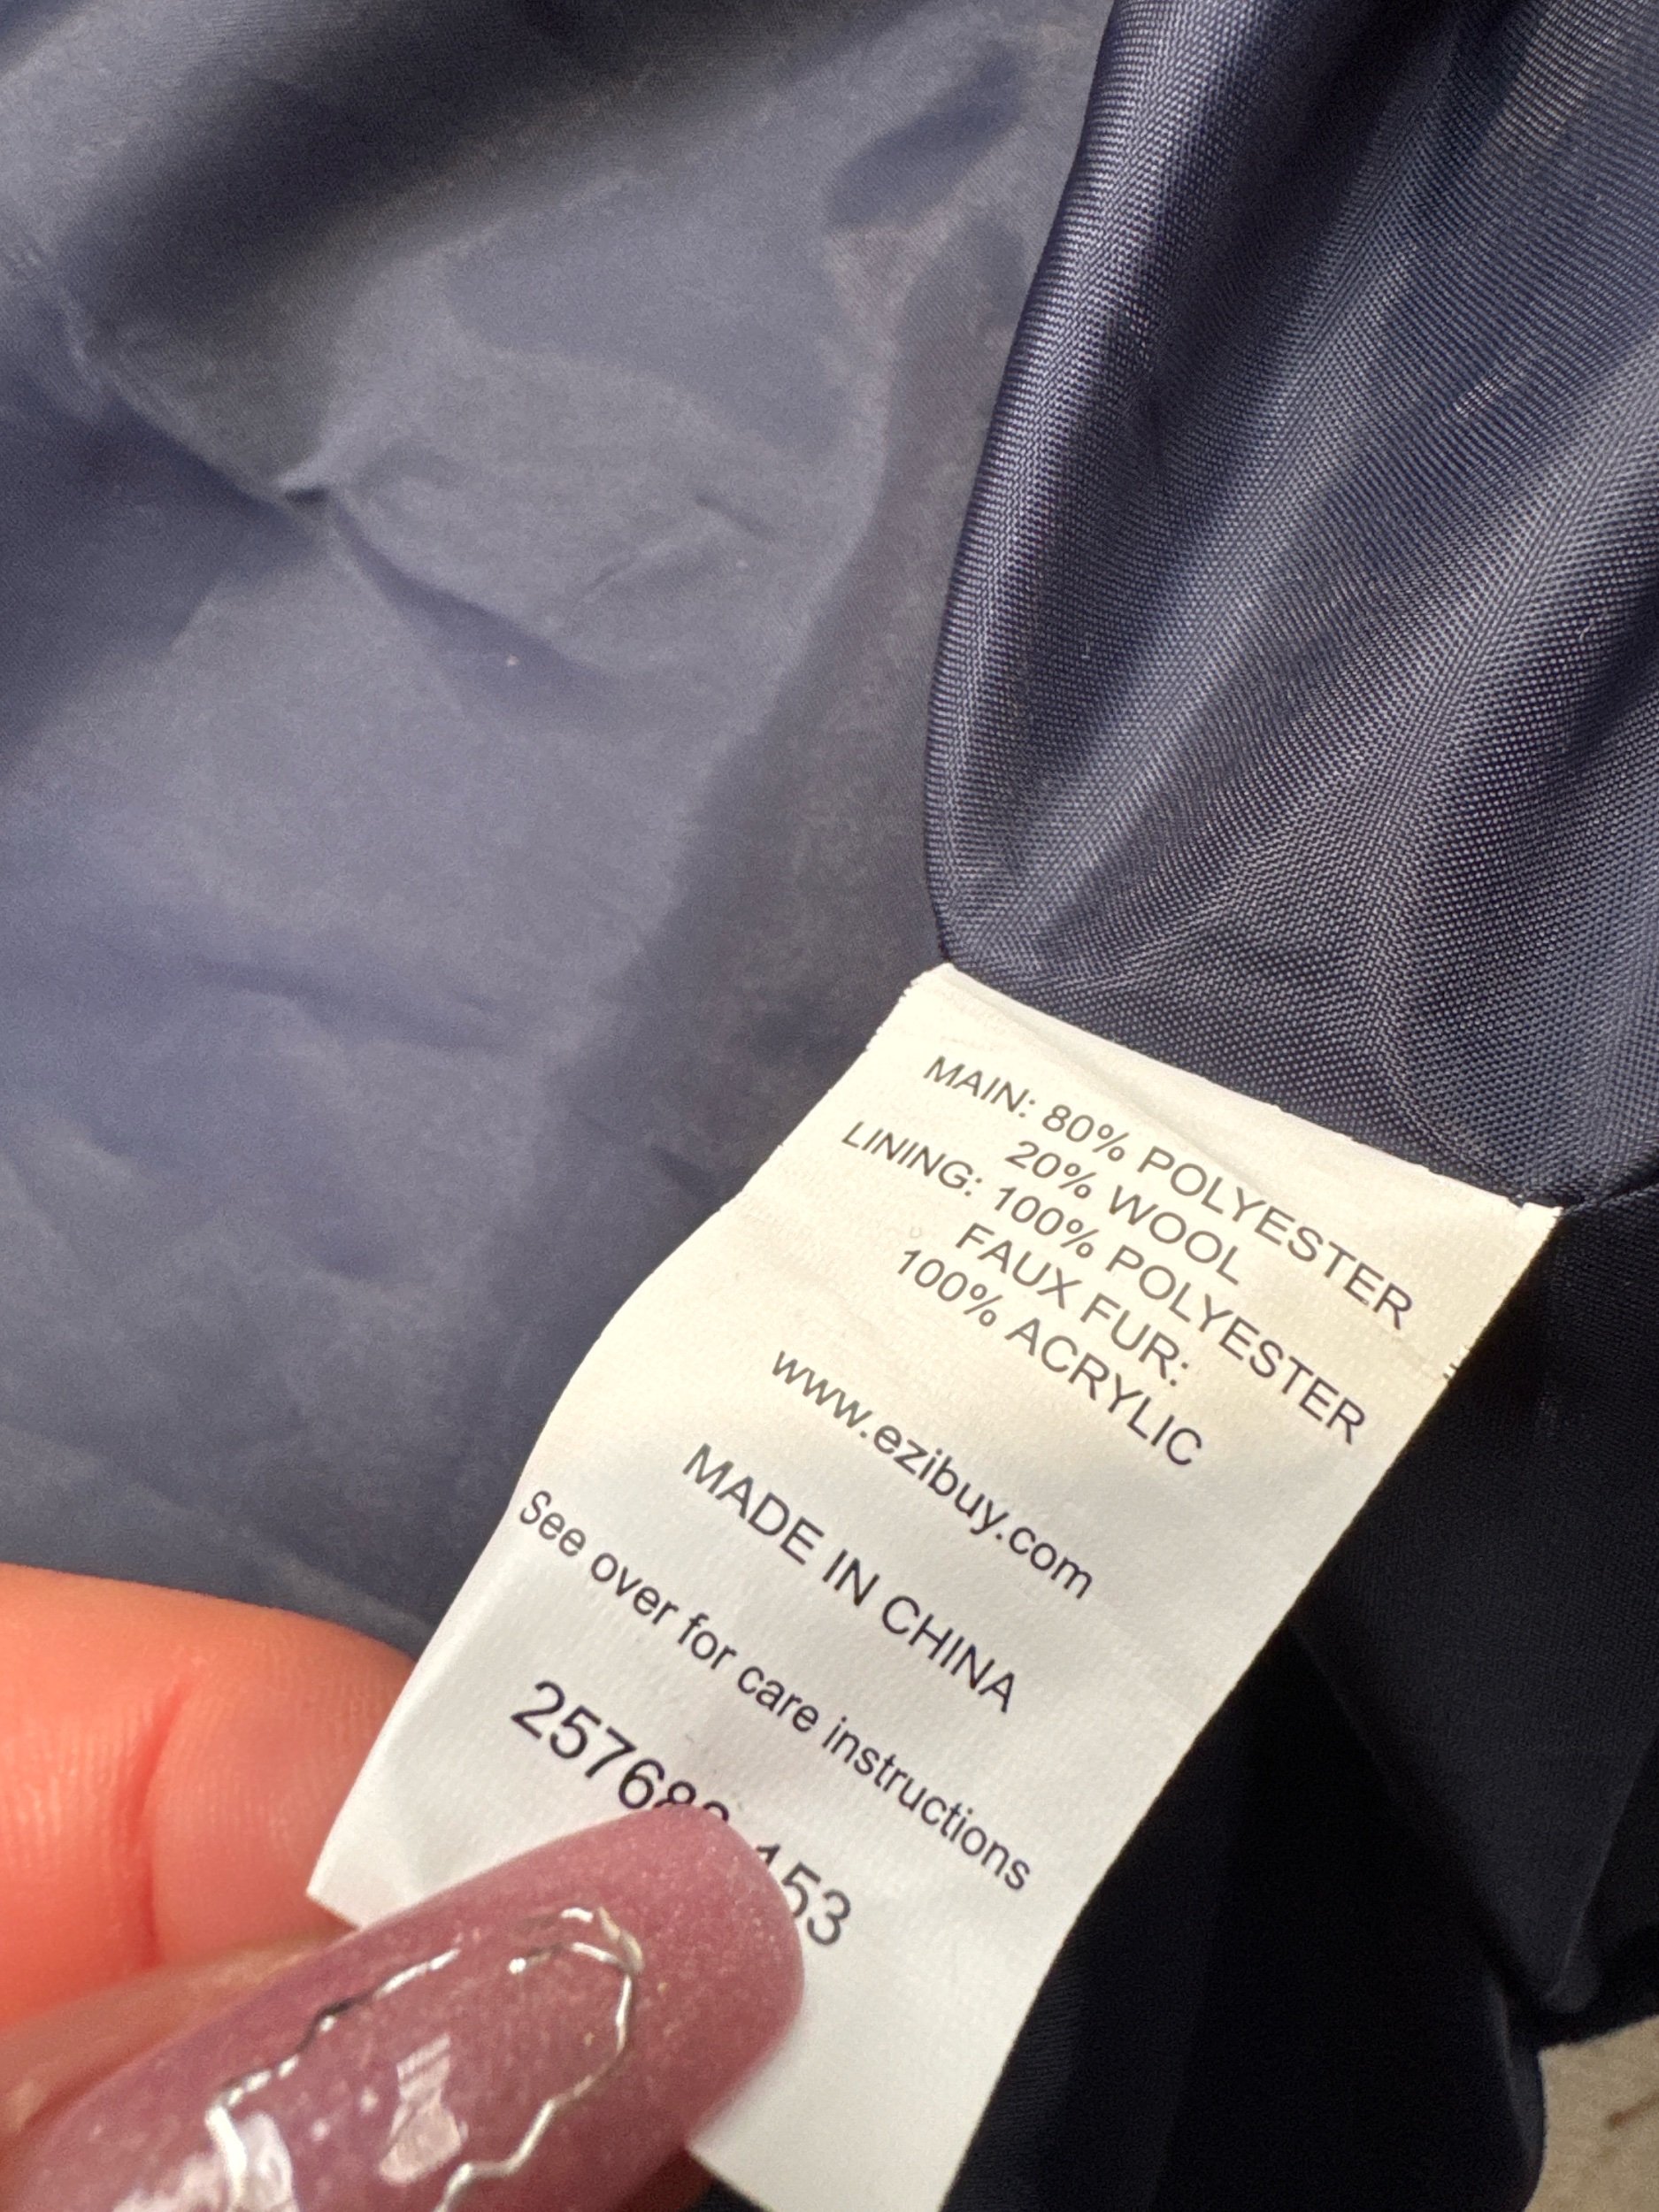 MAIN: 80% POLYESTER
20% WOOL
LINING: 100% POLYESTER
FAUX FUR:
100% ACRYLIC
www.ezibuy.com
MADE IN CHINA
See over for care instructions